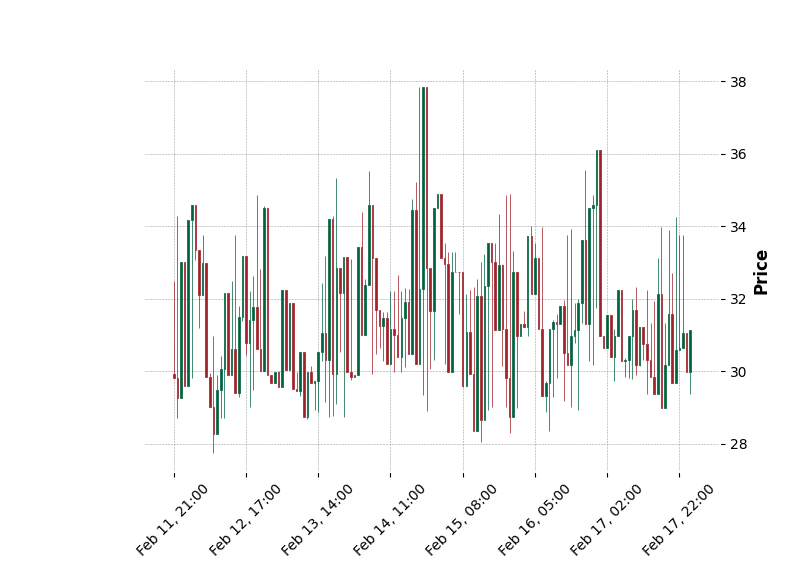 38
36
34
32
30
28
Price
Feb 11, 21:00
Feb 12, 17:00
Feb 13, 14:00
Feb 14, 11:00
Feb 15, 08:00
Feb 16, 05:00
Feb 17, 02:00
Feb 17, 22:00